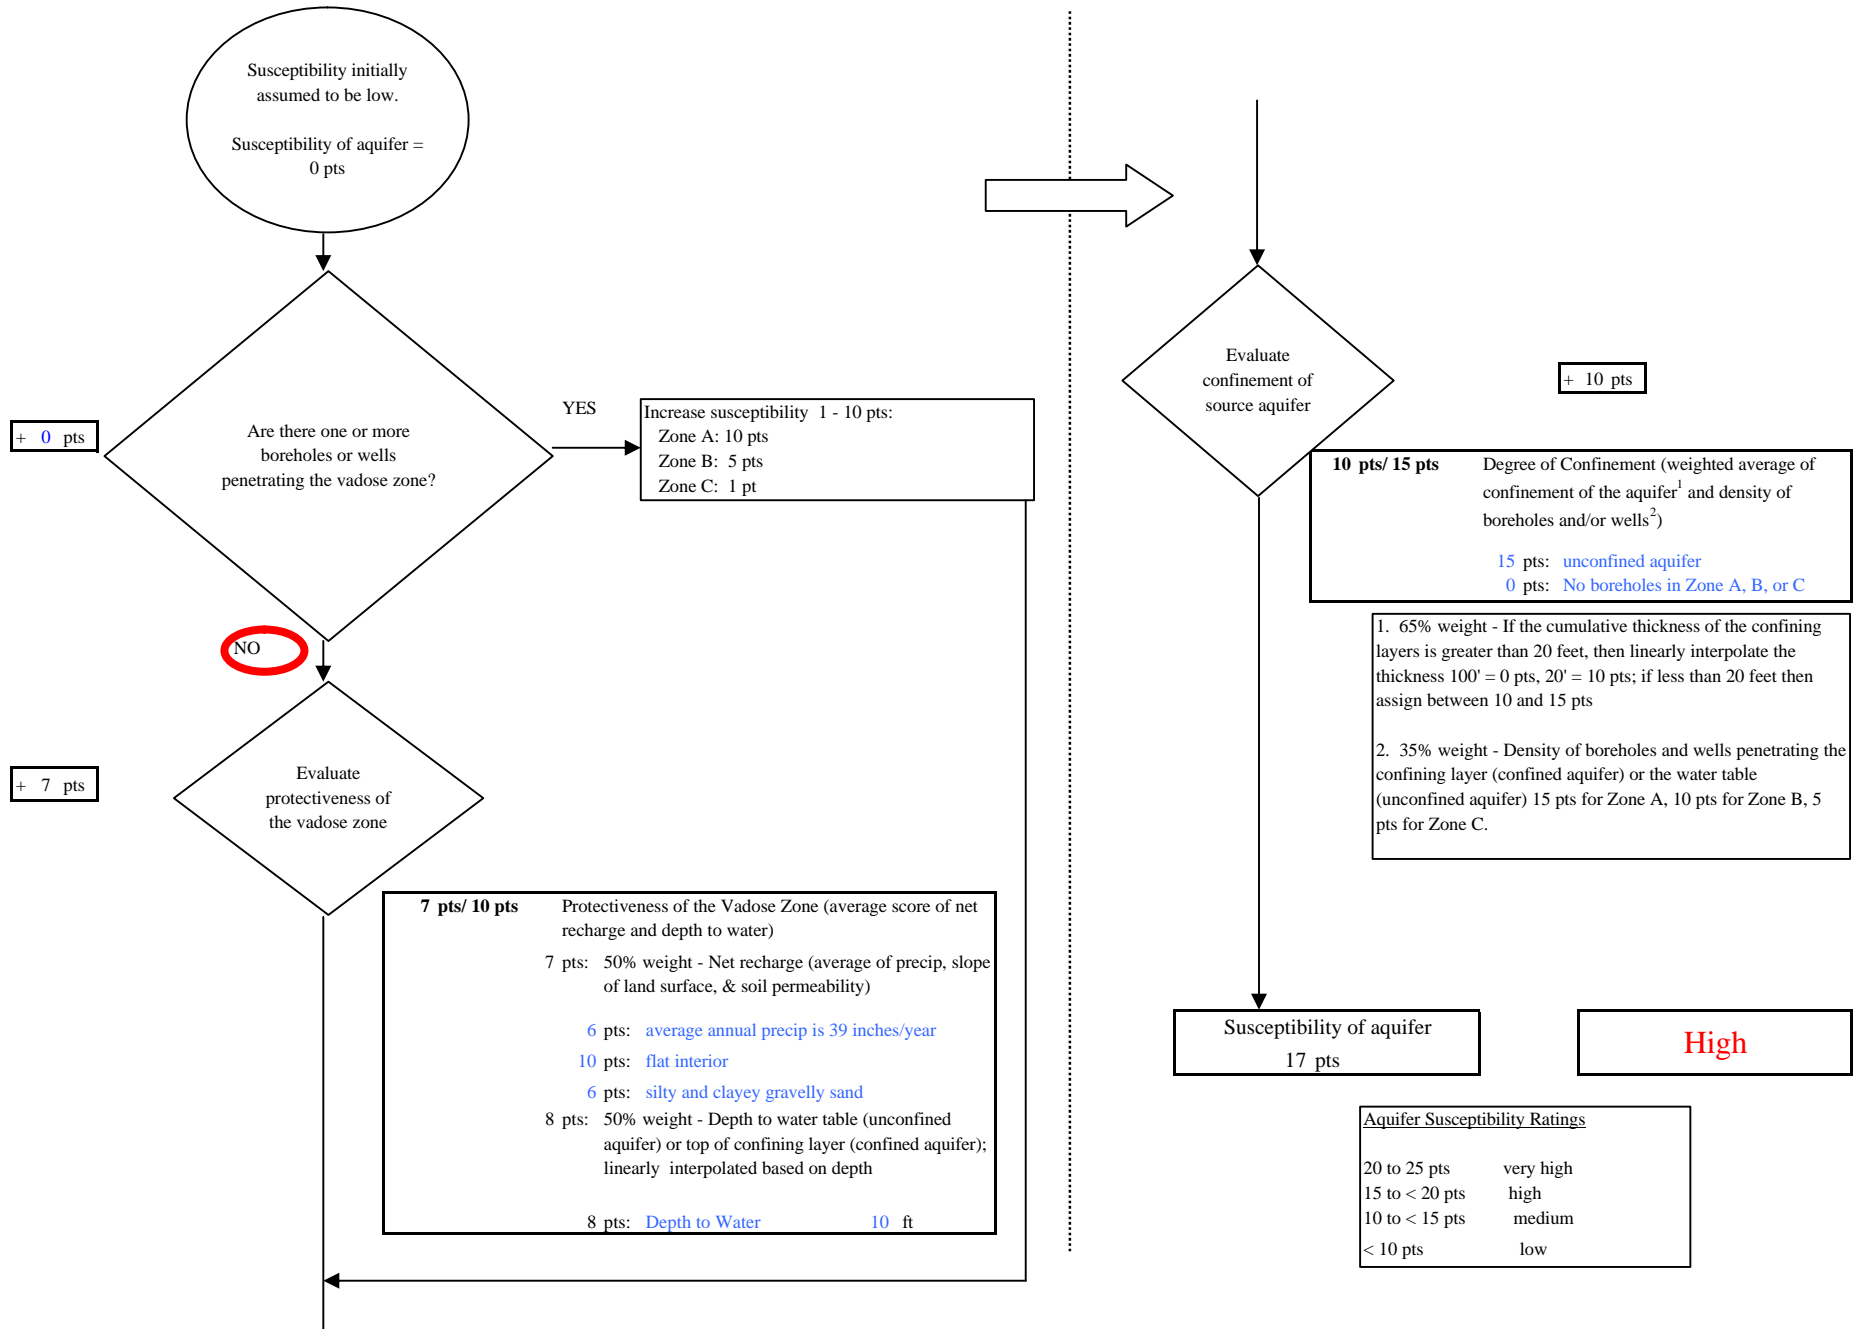 Susceptibility initially
assumed to be low.
Susceptibility of aquifer =
0 pts
+ 0 pts
Are there one or more
boreholes or wells
penetrating the vadose zone?
YES
Increase susceptibility 1 - 10 pts:
Zone A: 10 pts
Zone B: 5 pts
Zone C: 1 pt
NO
+ 7 pts
Evaluate
protectiveness of
the vadose zone
7 pts/ 10 pts Protectiveness of the Vadose Zone (average score of net
recharge and depth to water)
7 pts: 50% weight - Net recharge (average of precip, slope
of land surface, & soil permeability)
6 pts: average annual precip is 39 inches/year
10 pts: flat interior
6 pts: silty and clayey gravelly sand
8 pts: 50% weight - Depth to water table (unconfined
aquifer) or top of confining layer (confined aquifer);
linearly interpolated based on depth
8 pts: Depth to Water 10 ft
Evaluate
confinement of
source aquifer
+ 10 pts
10 pts/ 15 pts Degree of Confinement (weighted average of
confinement of the aquifer1 and density of
boreholes and/or wells2)
15 pts: unconfined aquifer
0 pts: No boreholes in Zone A, B, or C
1. 65% weight - If the cumulative thickness of the confining
layers is greater than 20 feet, then linearly interpolate the
thickness 100' = 0 pts, 20' = 10 pts; if less than 20 feet then
assign between 10 and 15 pts
2. 35% weight - Density of boreholes and wells penetrating the
confining layer (confined aquifer) or the water table
(unconfined aquifer) 15 pts for Zone A, 10 pts for Zone B, 5
pts for Zone C.
Susceptibility of aquifer
17 pts
High
Aquifer Susceptibility Ratings
20 to 25 pts very high
15 to < 20 pts high
10 to < 15 pts medium
< 10 pts low